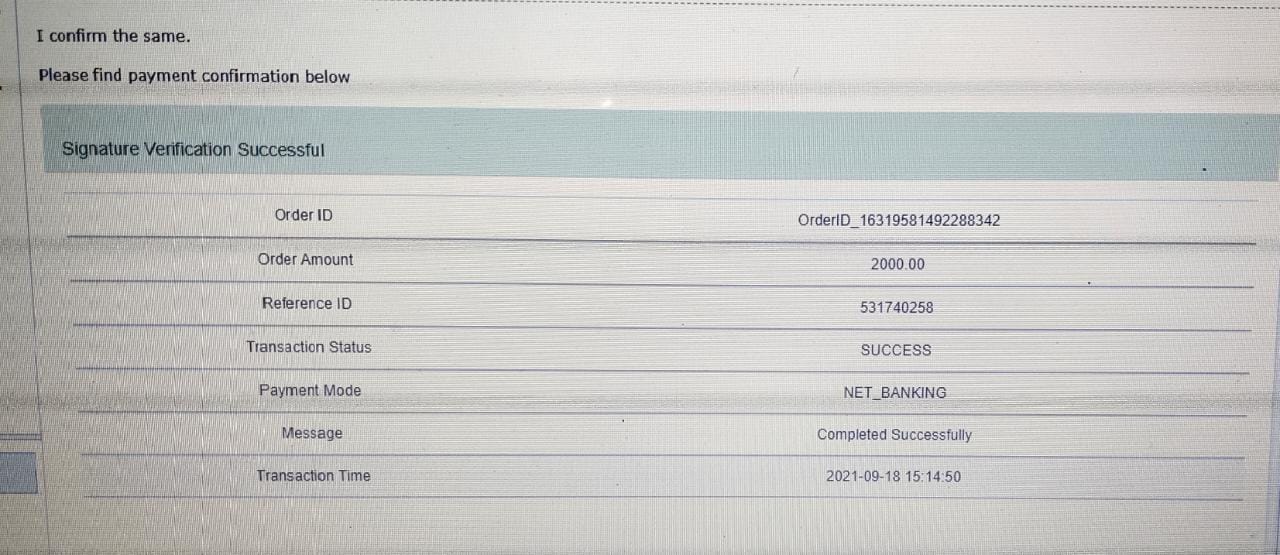 I confirm the same.
Please find payment confirmation below
Signature Verification Successful
Order ID OrderID_16319581492288342
Order Amount 2000.00
Reference ID 531740258
Transaction Status SUCCESS
Payment Mode NET_BANKING
Message Completed Successfully
Transaction Time 2021-09-18 15:14:50